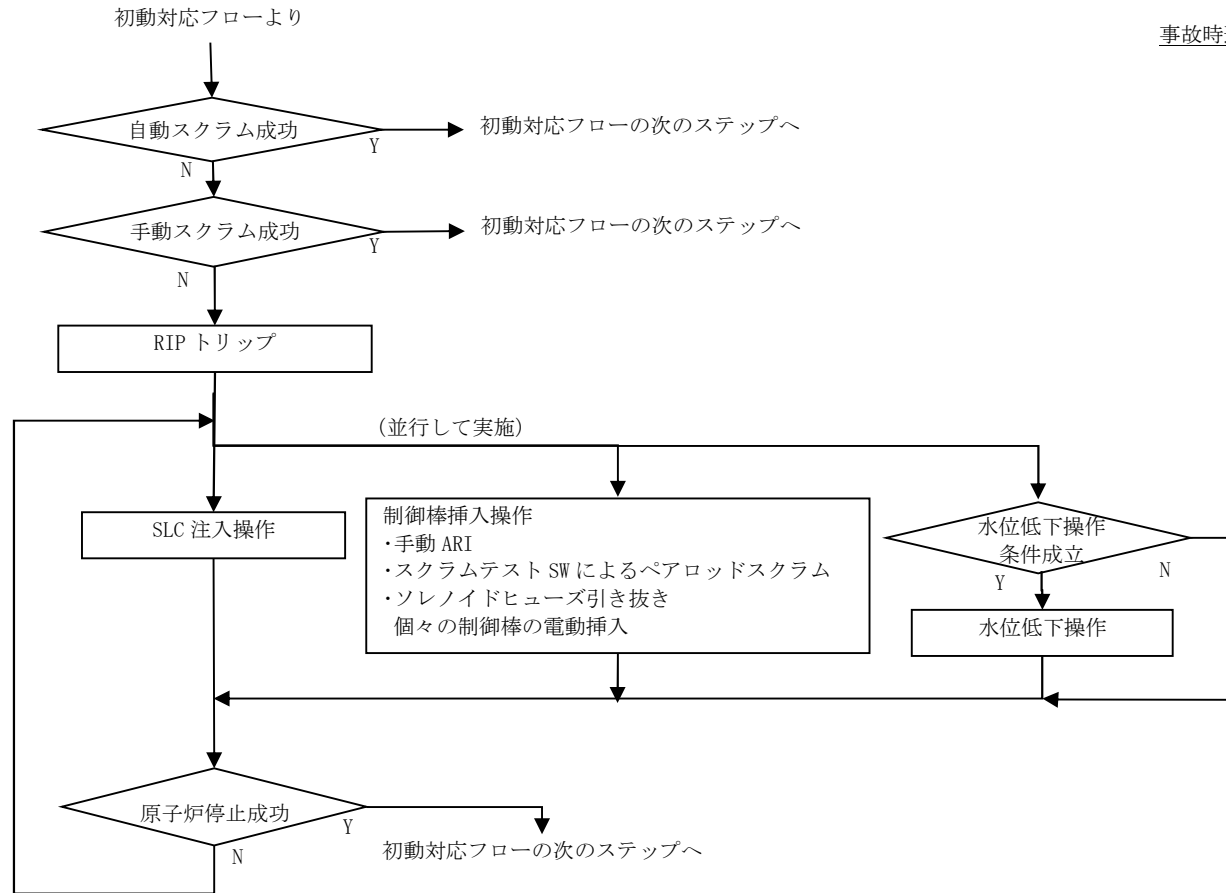 初動対応フローより
事故時
自動スクラム成功
Y
初動対応フローの次のステップへ
N
手動スクラム成功
Y
初動対応フローの次のステップへ
N
RIP トリップ
(並行して実施)
SLC 注入操作
制御棒挿入操作
・手動 ARI
・スクラムテスト SW によるペアロッドスクラム
・ソレノイドヒューズ引き抜き
個々の制御棒の電動挿入
水位低下操作
条件成立
N
Y
水位低下操作
原子炉停止成功
Y
初動対応フローの次のステップへ
N